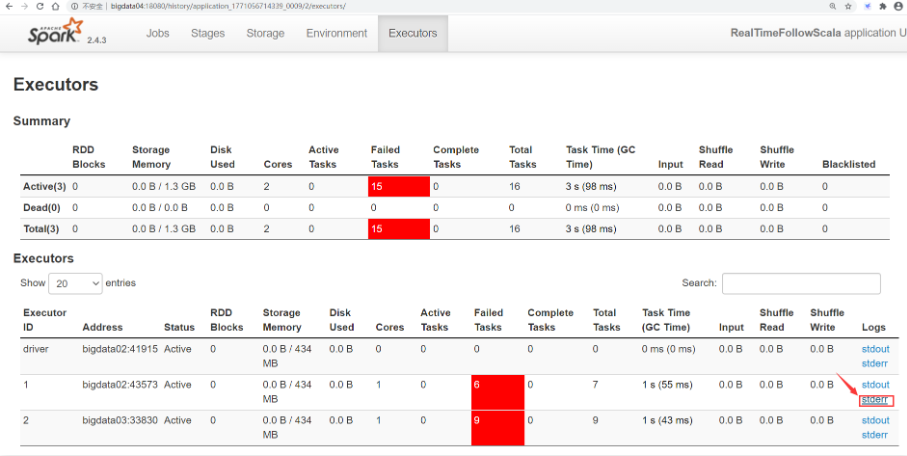 不安全 | bigdata04:18080/history/application_1771056714339_0009/2/executors/
APACHE Spark 2.4.3 Jobs Stages Storage Environment Executors RealTimeFollowScala application U
Executors
Summary
RDD Blocks Storage Memory Disk Used Cores Active Tasks Failed Tasks Complete Tasks Total Tasks Task Time (GC Time) Input Shuffle Read Shuffle Write Blacklisted
Active(3) 0 0.0 B / 1.3 GB 0.0 B 2 0 15 0 16 3 s (98 ms) 0.0 B 0.0 B 0.0 B 0
Dead(0) 0 0.0 B / 0.0 B 0.0 B 0 0 0 0 0 0 ms (0 ms) 0.0 B 0.0 B 0.0 B 0
Total(3) 0 0.0 B / 1.3 GB 0.0 B 2 0 15 0 16 3 s (98 ms) 0.0 B 0.0 B 0.0 B 0
Executors
Show 20 entries Search:
Executor ID Address Status RDD Blocks Storage Memory Disk Used Cores Active Tasks Failed Tasks Complete Tasks Total Tasks Task Time (GC Time) Input Shuffle Read Shuffle Write Logs
driver bigdata02:41915 Active 0 0.0 B / 434 MB 0.0 B 0 0 0 0 0 0 ms (0 ms) 0.0 B 0.0 B 0.0 B stdout stderr
1 bigdata02:43573 Active 0 0.0 B / 434 MB 0.0 B 1 0 6 0 7 1 s (55 ms) 0.0 B 0.0 B 0.0 B stdout stderr
2 bigdata03:33830 Active 0 0.0 B / 434 MB 0.0 B 1 0 9 0 9 1 s (43 ms) 0.0 B 0.0 B 0.0 B stdout stderr